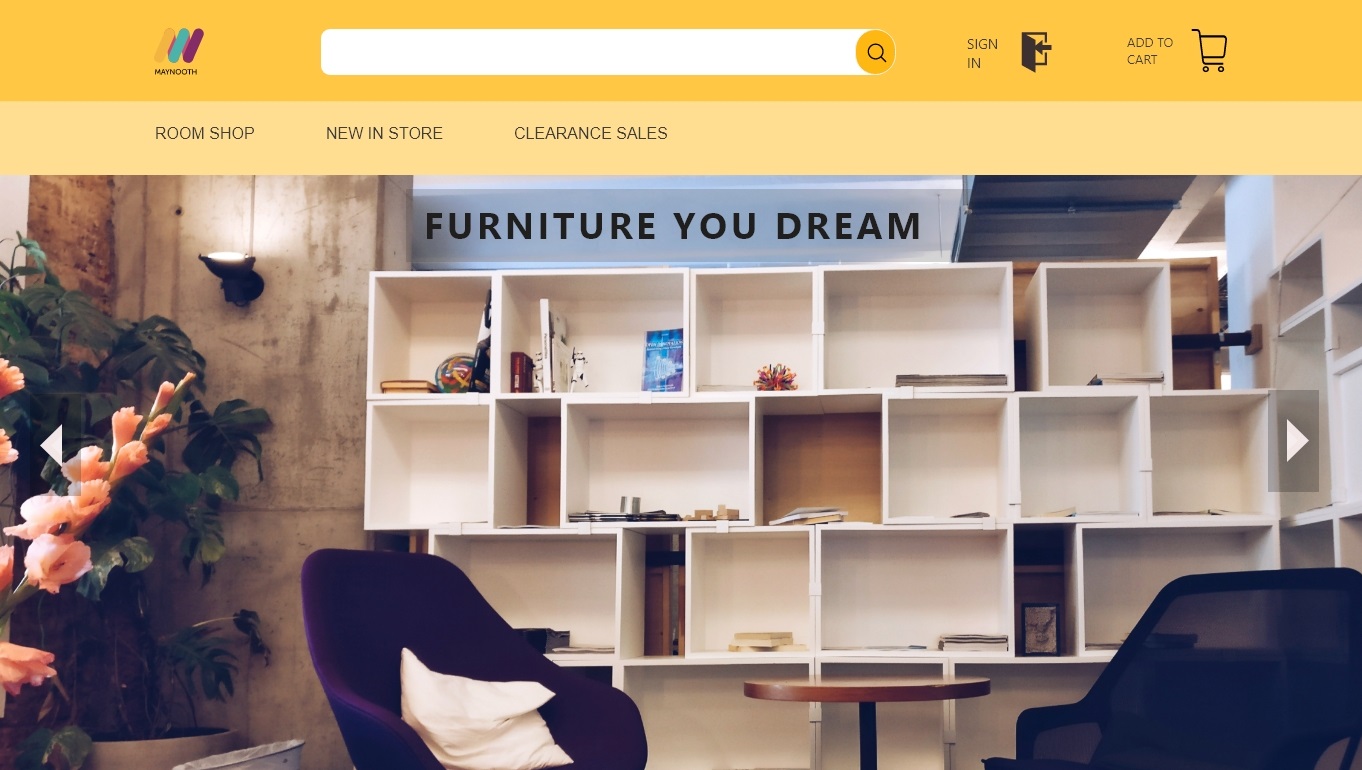 MAYNOOTH
SIGN
IN
ADD TO
CART
ROOM SHOP
NEW IN STORE
CLEARANCE SALES
FURNITURE YOU DREAM